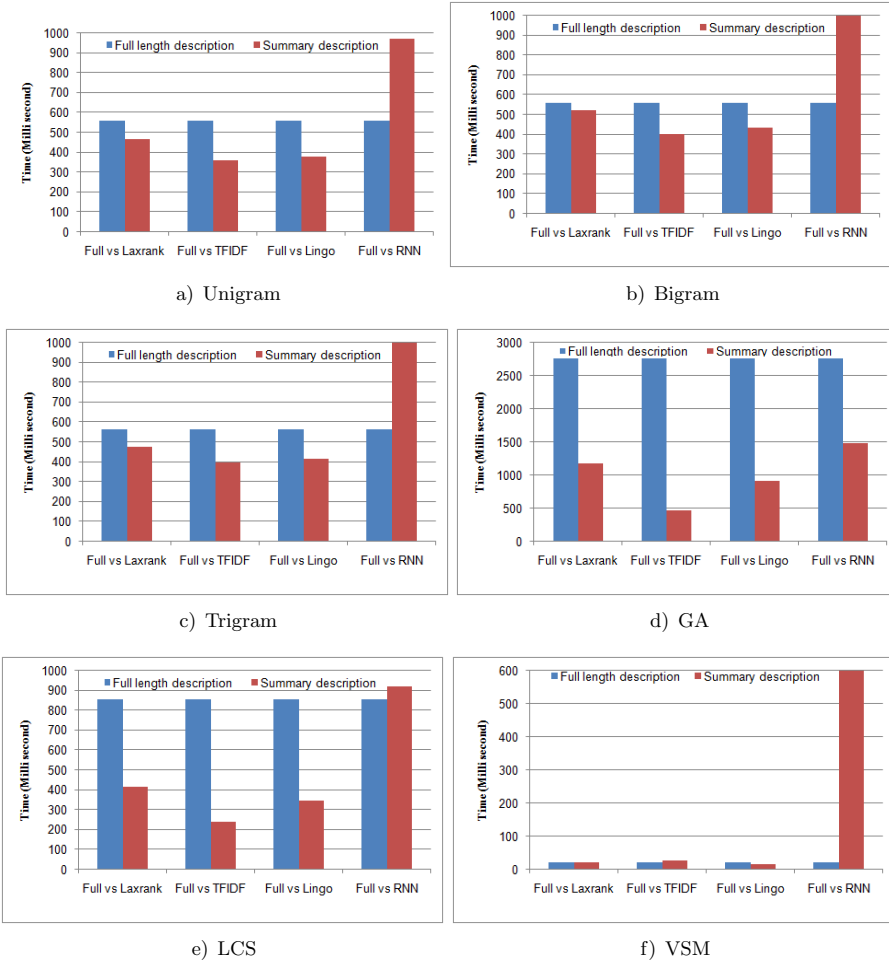 Full length description Summary description
Time (Milli second)
1000
900
800
700
600
500
400
300
200
100
0
Full vs Laxrank Full vs TFIDF Full vs Lingo Full vs RNN
a) Unigram
Full length description Summary description
Time (Milli second)
1000
900
800
700
600
500
400
300
200
100
0
Full vs Laxrank Full vs TFIDF Full vs Lingo Full vs RNN
b) Bigram
Full length description Summary description
Time (Milli second)
1000
900
800
700
600
500
400
300
200
100
0
Full vs Laxrank Full vs TFIDF Full vs Lingo Full vs RNN
c) Trigram
Full length description Summary description
Time (Milli second)
3000
2500
2000
1500
1000
500
0
Full vs Laxrank Full vs TFIDF Full vs Lingo Full vs RNN
d) GA
Full length description Summary description
Time (Milli second)
1000
900
800
700
600
500
400
300
200
100
0
Full vs Laxrank Full vs TFIDF Full vs Lingo Full vs RNN
e) LCS
Full length description Summary description
Time (Milli second)
600
500
400
300
200
100
0
Full vs Laxrank Full vs TFIDF Full vs Lingo Full vs RNN
f) VSM